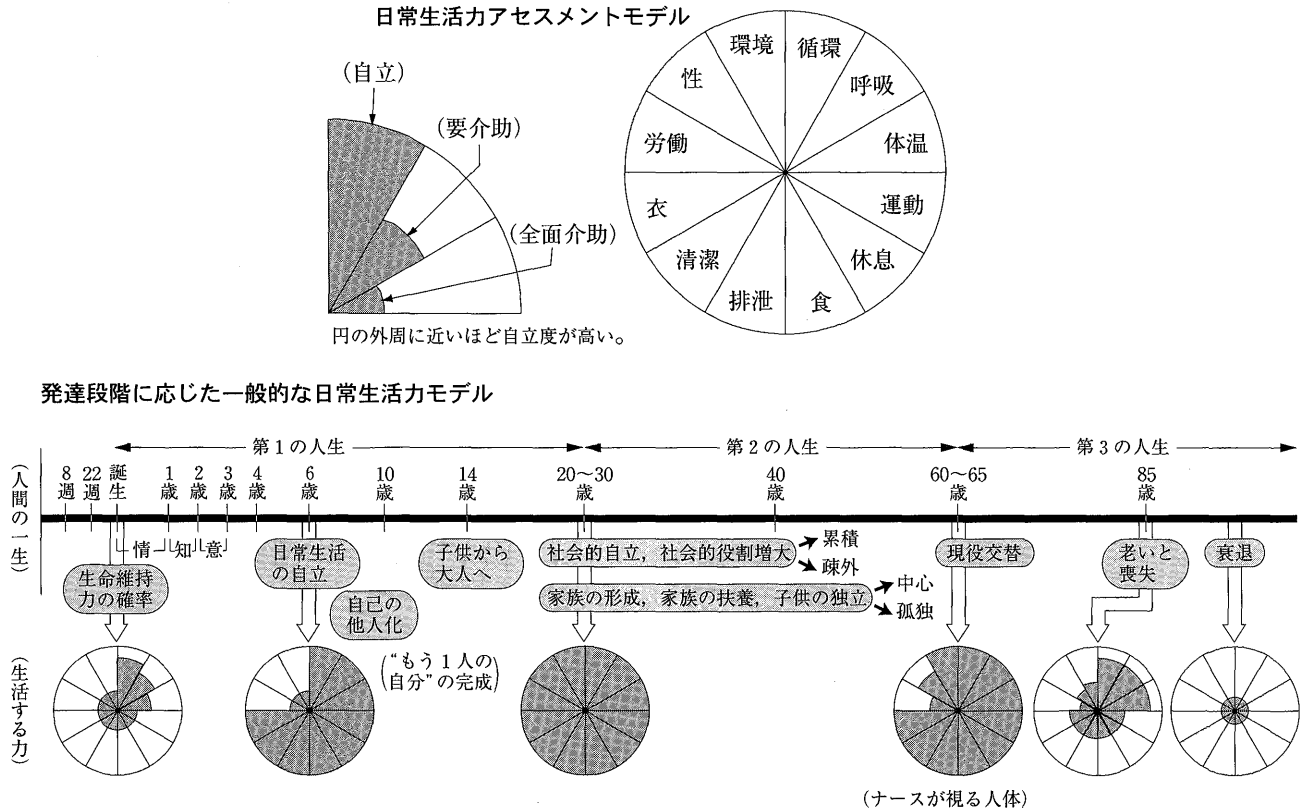 日常生活力アセスメントモデル
(自立)
(要介助)
(全面介助)
円の外周に近いほど自立度が高い。
環境
循環
性
呼吸
労働
体温
衣
運動
清潔
休息
排泄
食
発達段階に応じた一般的な日常生活力モデル
第1の人生
第2の人生
第3の人生
(人間の一生)
8週
22週
誕生
1歳
2歳
3歳
4歳
6歳
10歳
14歳
20〜30歳
40歳
60〜65歳
85歳
情
知
意
生命維持
力の確率
日常生活
の自立
自己の
他人化
子供から
大人へ
社会的自立，社会的役割増大
累積
疎外
家族の形成，家族の扶養，子供の独立
中心
孤独
現役交替
老いと
喪失
衰退
(生活する力)
(“もう1人の
自分”の完成)
(ナースが視る人体)